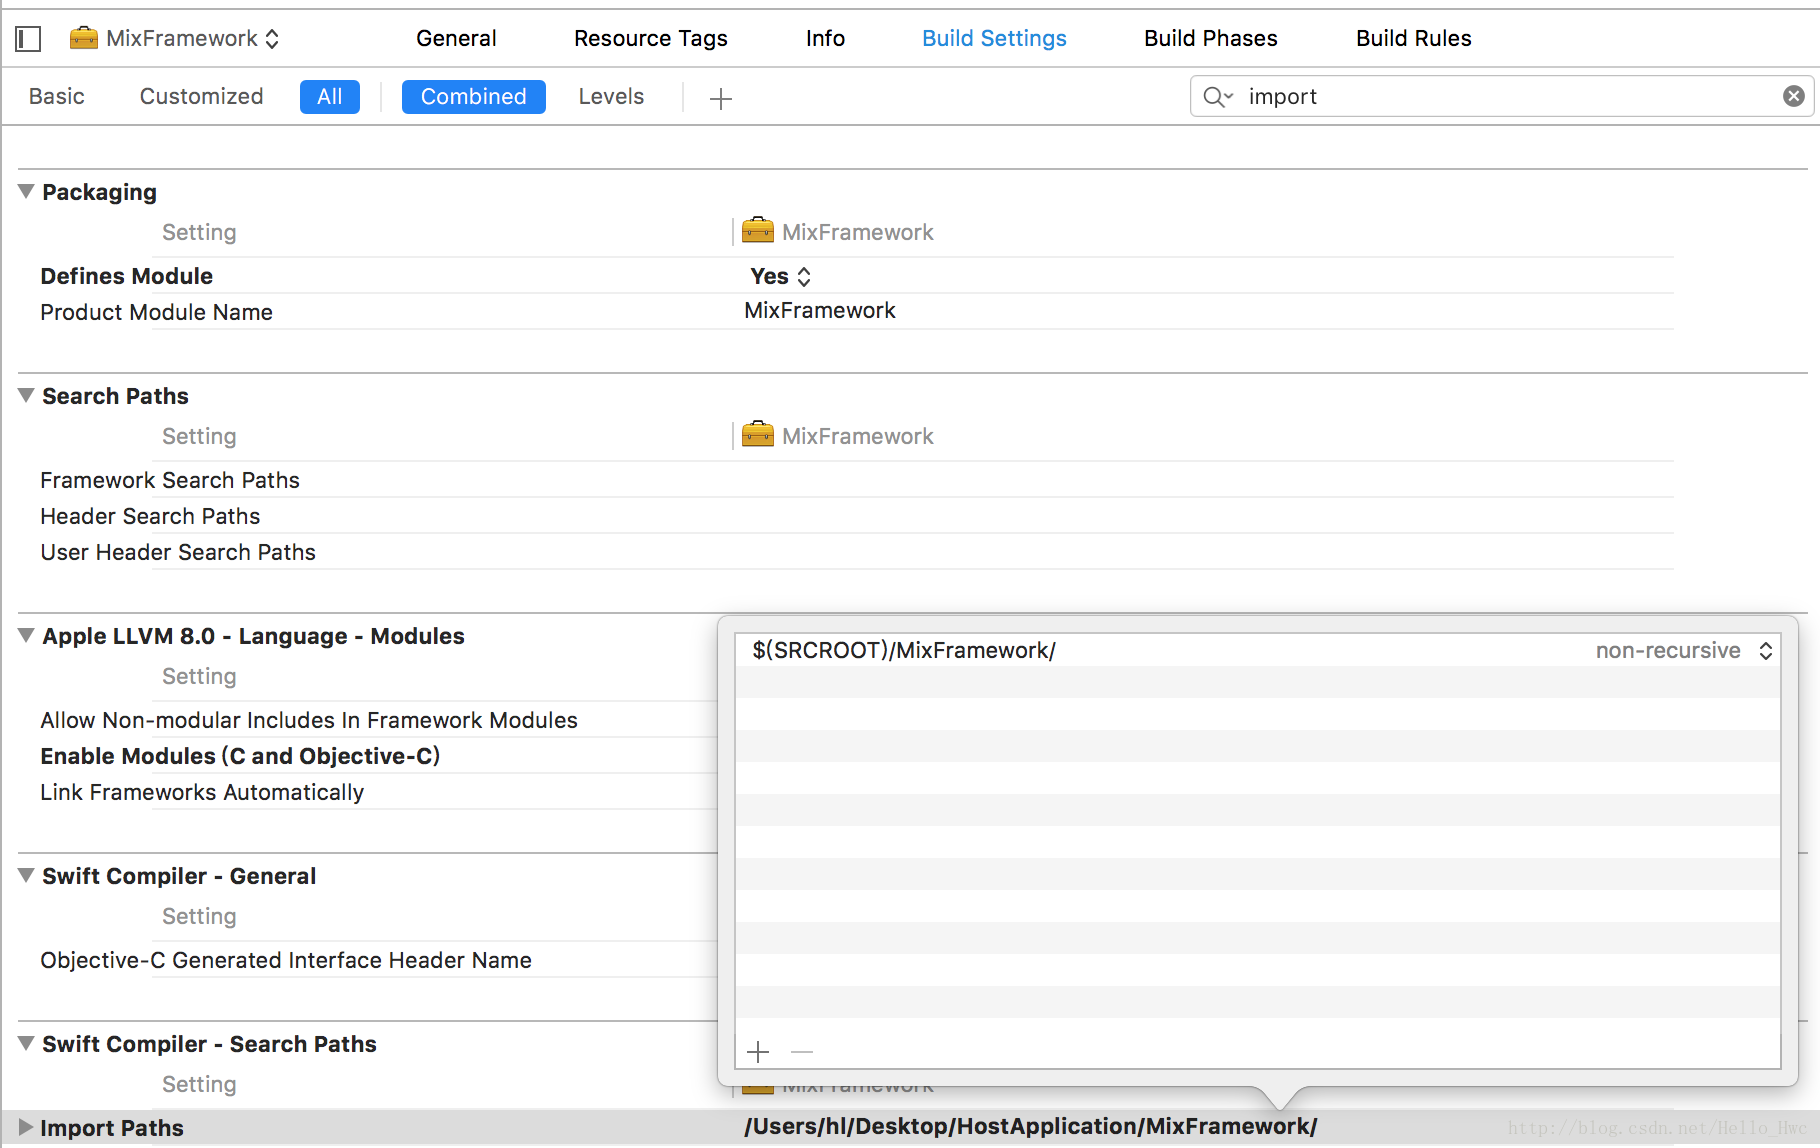 MixFramework General Resource Tags Info Build Settings Build Phases Build Rules
Basic Customized All Combined Levels import
Packaging
Setting MixFramework
Defines Module Yes
Product Module Name MixFramework
Search Paths
Setting MixFramework
Framework Search Paths
Header Search Paths
User Header Search Paths
Apple LLVM 8.0 - Language - Modules
$(SRCROOT)/MixFramework/ non-recursive
Setting
Allow Non-modular Includes In Framework Modules
Enable Modules (C and Objective-C)
Link Frameworks Automatically
Swift Compiler - General
Setting
Objective-C Generated Interface Header Name
Swift Compiler - Search Paths
Setting MixFramework
Import Paths /Users/hl/Desktop/HostApplication/MixFramework/
http://blog.csdn.net/Hello_Hwc